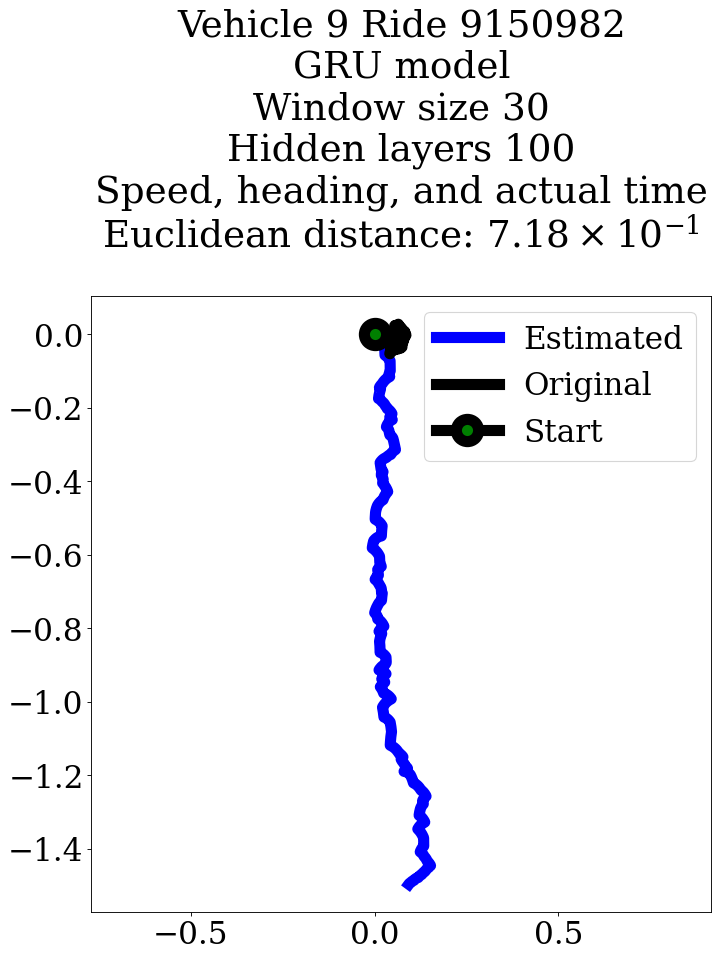 Vehicle 9 Ride 9150982
GRU model
Window size 30
Hidden layers 100
Speed, heading, and actual time
Euclidean distance: 7.18 × 10⁻¹
Estimated
Original
Start
0.0
−0.2
−0.4
−0.6
−0.8
−1.0
−1.2
−1.4
−0.5 0.0 0.5